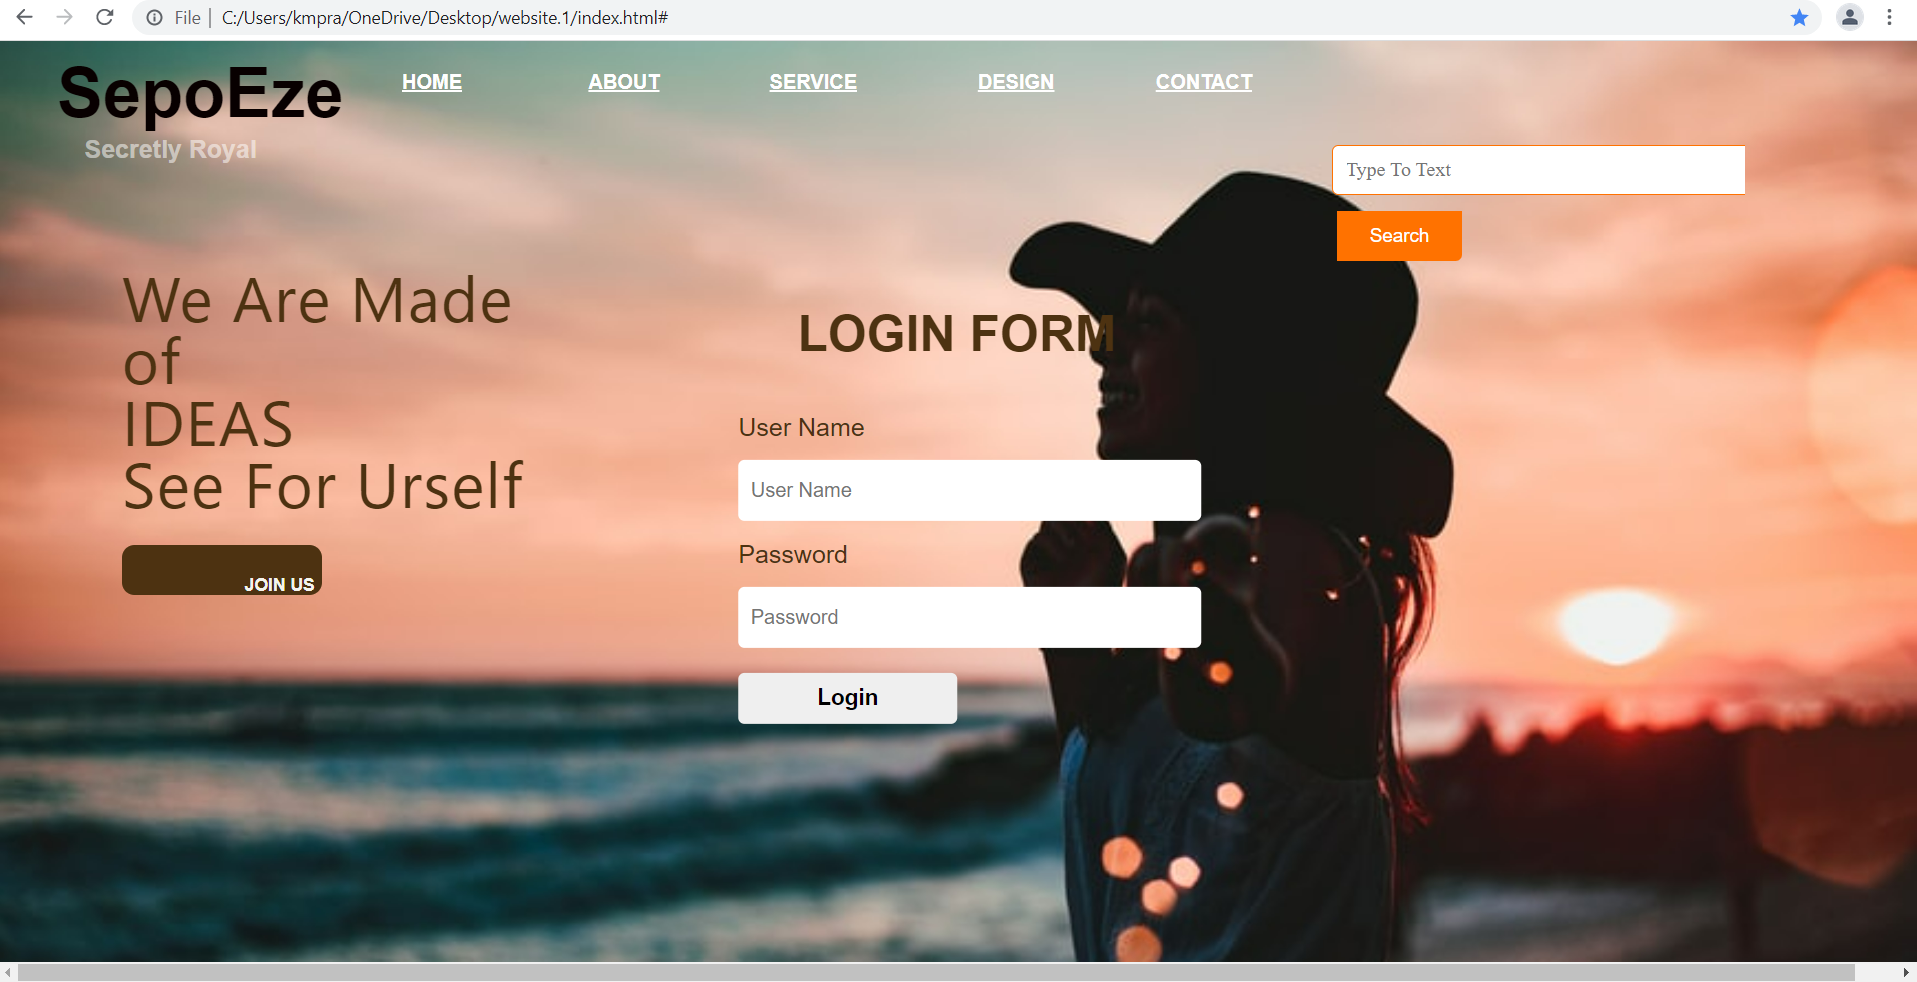 File | C:/Users/kmpra/OneDrive/Desktop/website.1/index.html#
SepoEze
Secretly Royal
HOME ABOUT SERVICE DESIGN CONTACT
Type To Text
Search
We Are Made
of
IDEAS
See For Urself
JOIN US
LOGIN FORM
User Name
User Name
Password
Password
Login